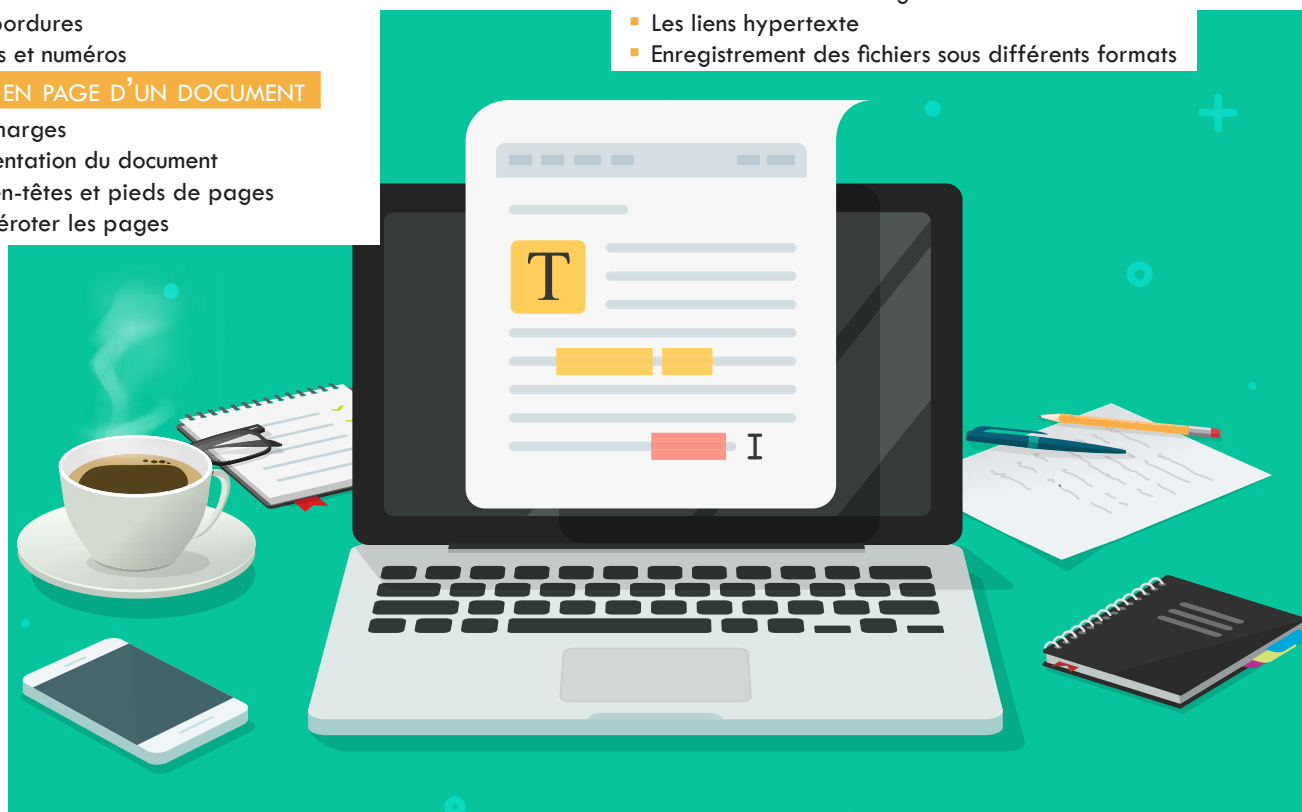 ordures
s et numéros
EN PAGE D'UN DOCUMENT
marges
entation du document
en-têtes et pieds de pages
éroter les pages
Les liens hypertexte
Enregistrement des fichiers sous différents formats
T